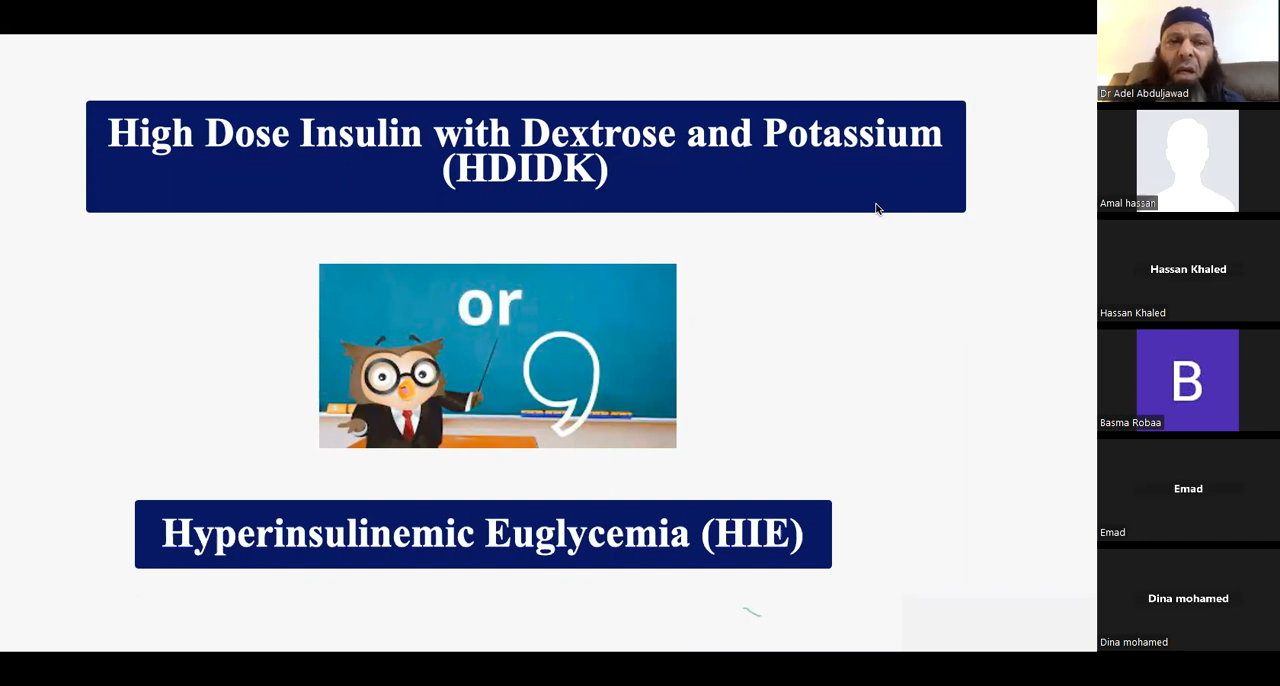 High Dose Insulin with Dextrose and Potassium
(HDIDK)
or
,
Hyperinsulinemic Euglycemia (HIE)
Dr Adel Abduljawad
Amal hassan
Hassan Khaled
Hassan Khaled
B
Basma Robaa
Emad
Emad
Dina mohamed
Dina mohamed